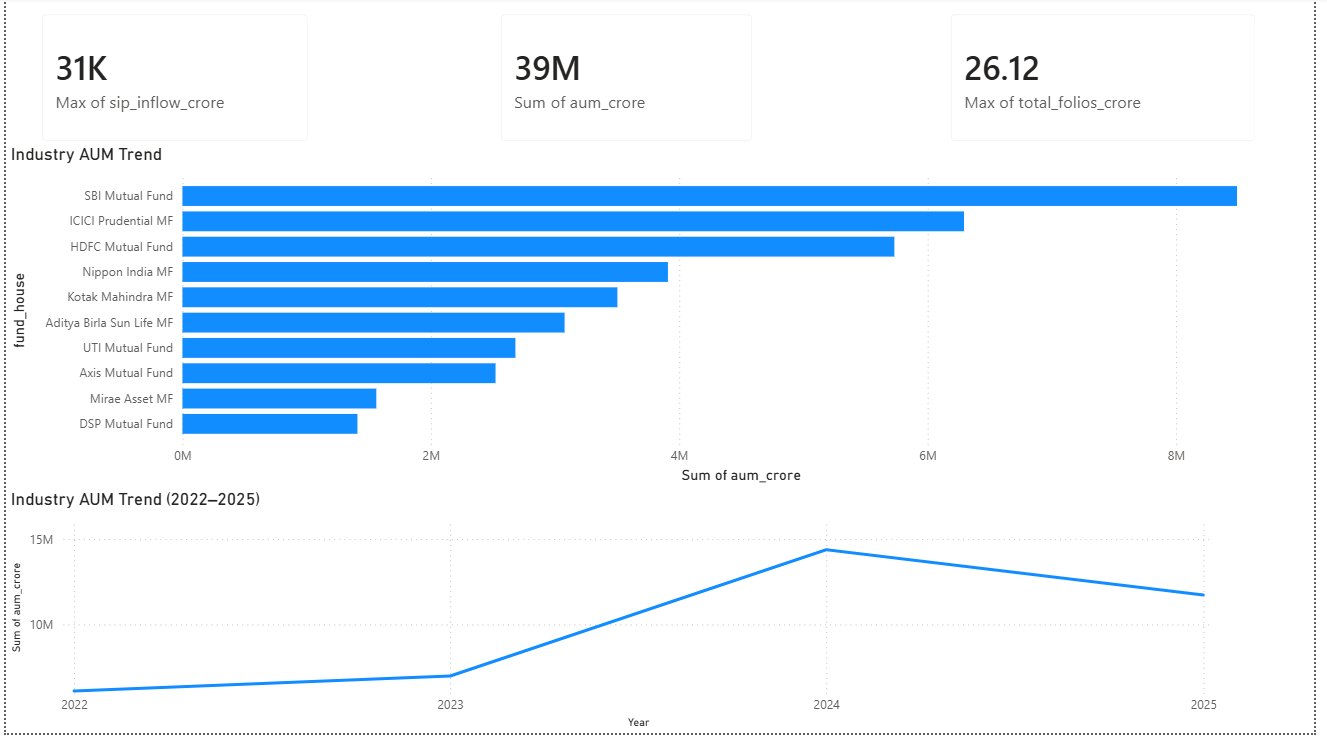 31K
Max of sip_inflow_crore
39M
Sum of aum_crore
26.12
Max of total_folios_crore
Industry AUM Trend
fund_house
SBI Mutual Fund
ICICI Prudential MF
HDFC Mutual Fund
Nippon India MF
Kotak Mahindra MF
Aditya Birla Sun Life MF
UTI Mutual Fund
Axis Mutual Fund
Mirae Asset MF
DSP Mutual Fund
0M 2M 4M 6M 8M
Sum of aum_crore
Industry AUM Trend (2022–2025)
Sum of aum_crore
15M
10M
2022 2023 2024 2025
Year